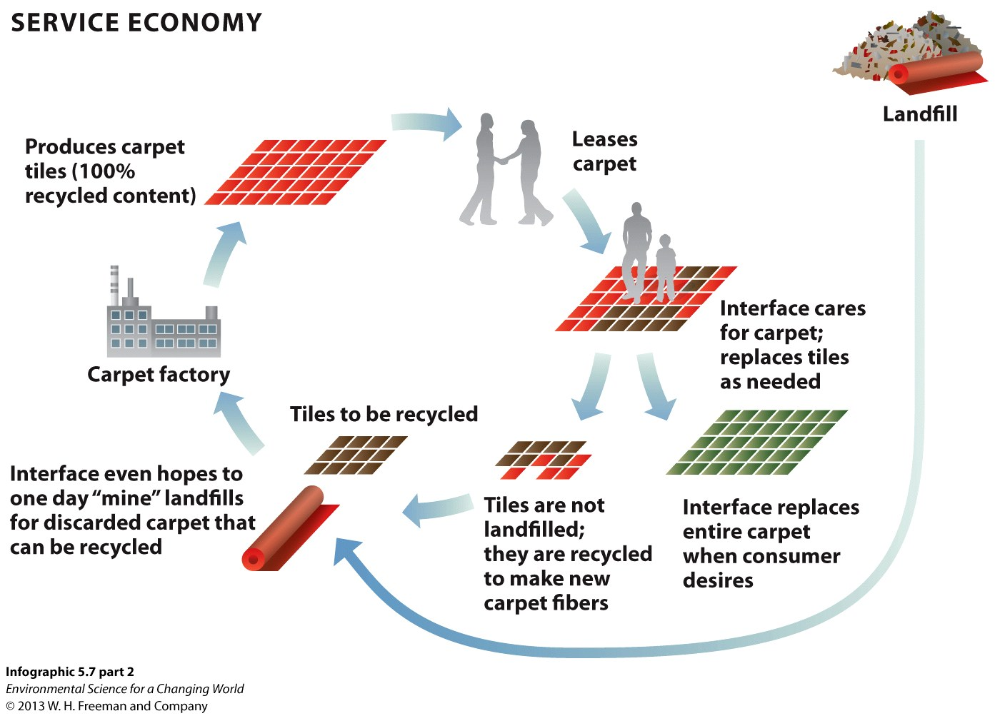 SERVICE ECONOMY
Landfill
Produces carpet
tiles (100%
recycled content)
Leases
carpet
Interface cares
for carpet;
replaces tiles
as needed
Carpet factory
Tiles to be recycled
Interface even hopes to
one day “mine” landfills
for discarded carpet that
can be recycled
Tiles are not
landfilled;
they are recycled
to make new
carpet fibers
Interface replaces
entire carpet
when consumer
desires
Infographic 5.7 part 2
Environmental Science for a Changing World
© 2013 W. H. Freeman and Company